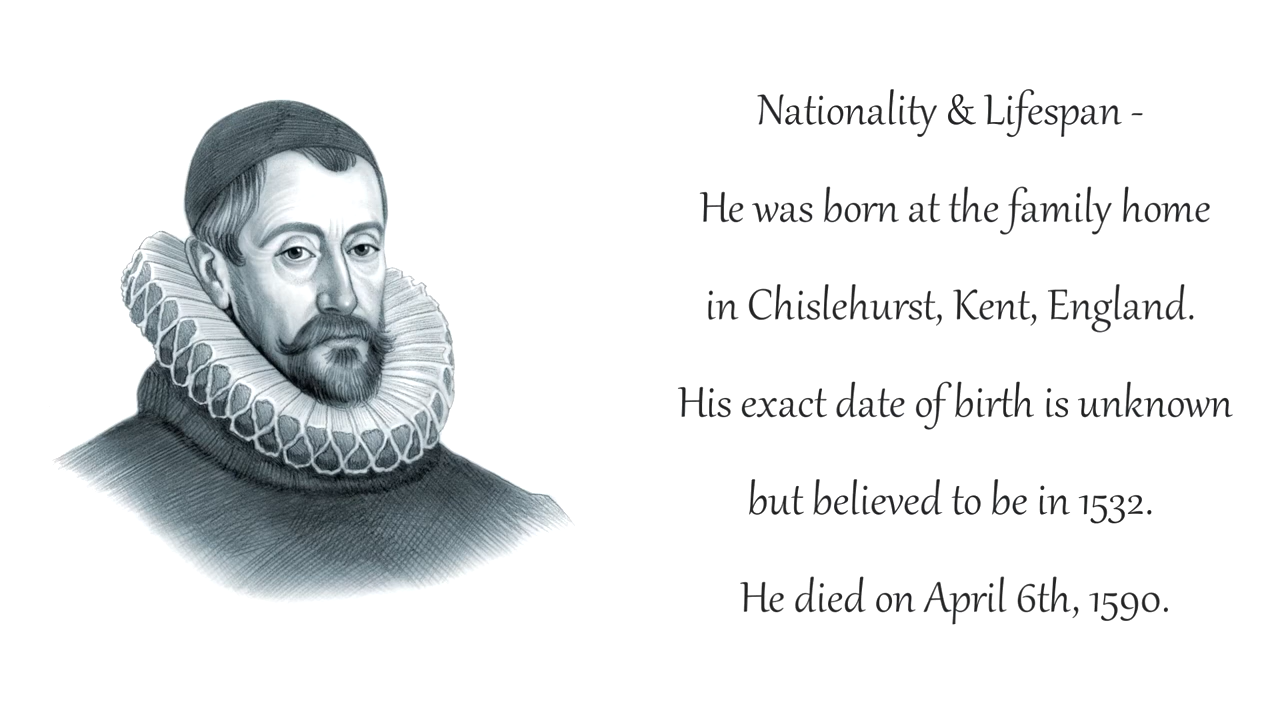 Nationality & Lifespan -
He was born at the family home
in Chislehurst, Kent, England.
His exact date of birth is unknown
but believed to be in 1532.
He died on April 6th, 1590.